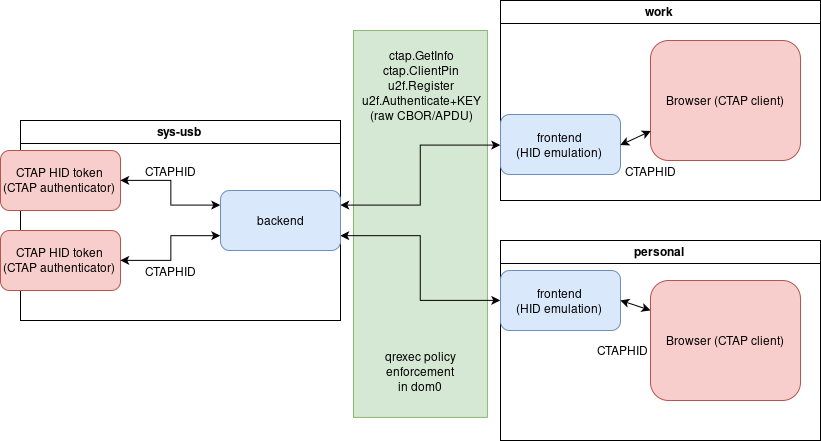 sys-usb
CTAP HID token
(CTAP authenticator)
CTAPHID
CTAP HID token
(CTAP authenticator)
CTAPHID
backend
ctap.GetInfo
ctap.ClientPin
u2f.Register
u2f.Authenticate+KEY
(raw CBOR/APDU)
qrexec policy
enforcement
in dom0
work
frontend
(HID emulation)
CTAPHID
Browser (CTAP client)
personal
frontend
(HID emulation)
CTAPHID
Browser (CTAP client)